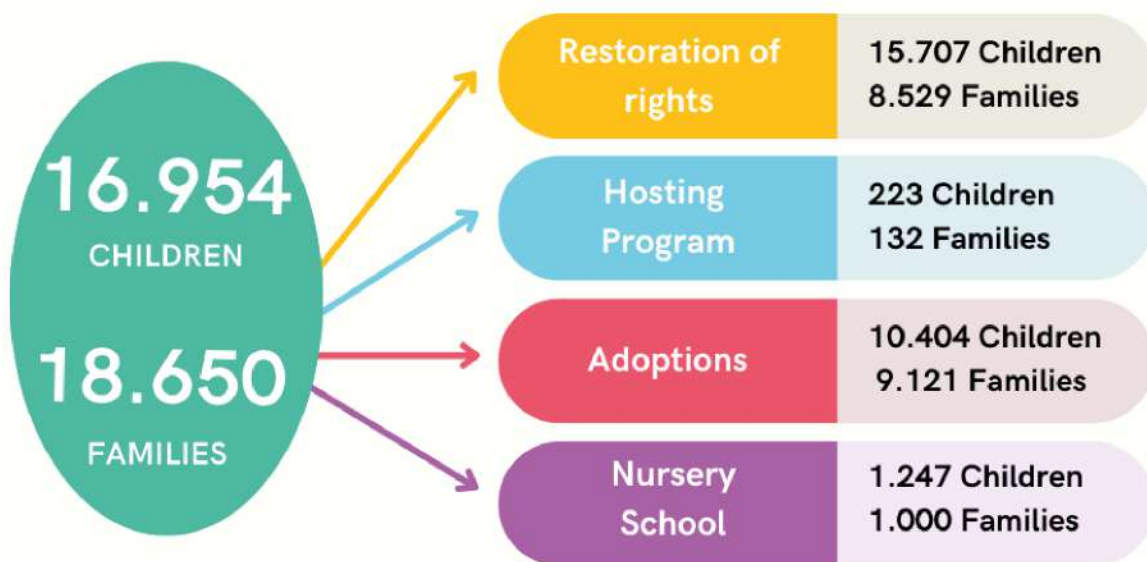 16.954
CHILDREN
18.650
FAMILIES
Restoration of
rights
15.707 Children
8.529 Families
Hosting
Program
223 Children
132 Families
Adoptions
10.404 Children
9.121 Families
Nursery
School
1.247 Children
1.000 Families